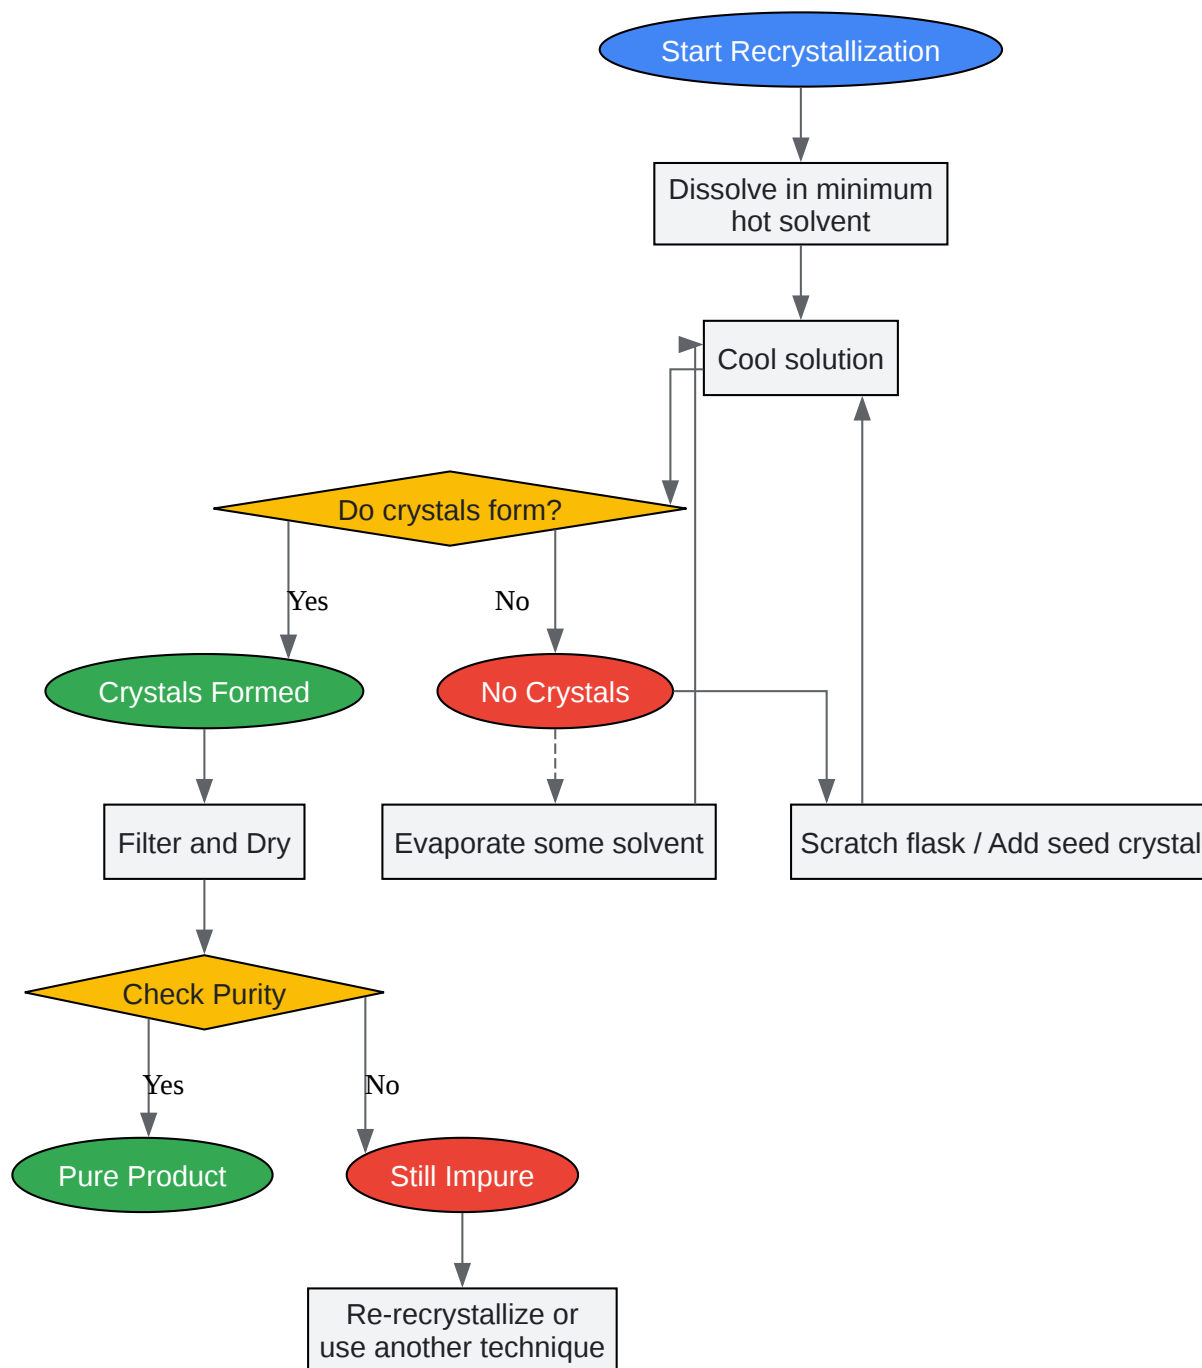 Start Recrystallization
Dissolve in minimum
hot solvent
Cool solution
Do crystals form?
Yes
No
Crystals Formed
No Crystals
Filter and Dry
Evaporate some solvent
Scratch flask / Add seed crystal
Check Purity
Yes
No
Pure Product
Still Impure
Re-recrystallize or
use another technique